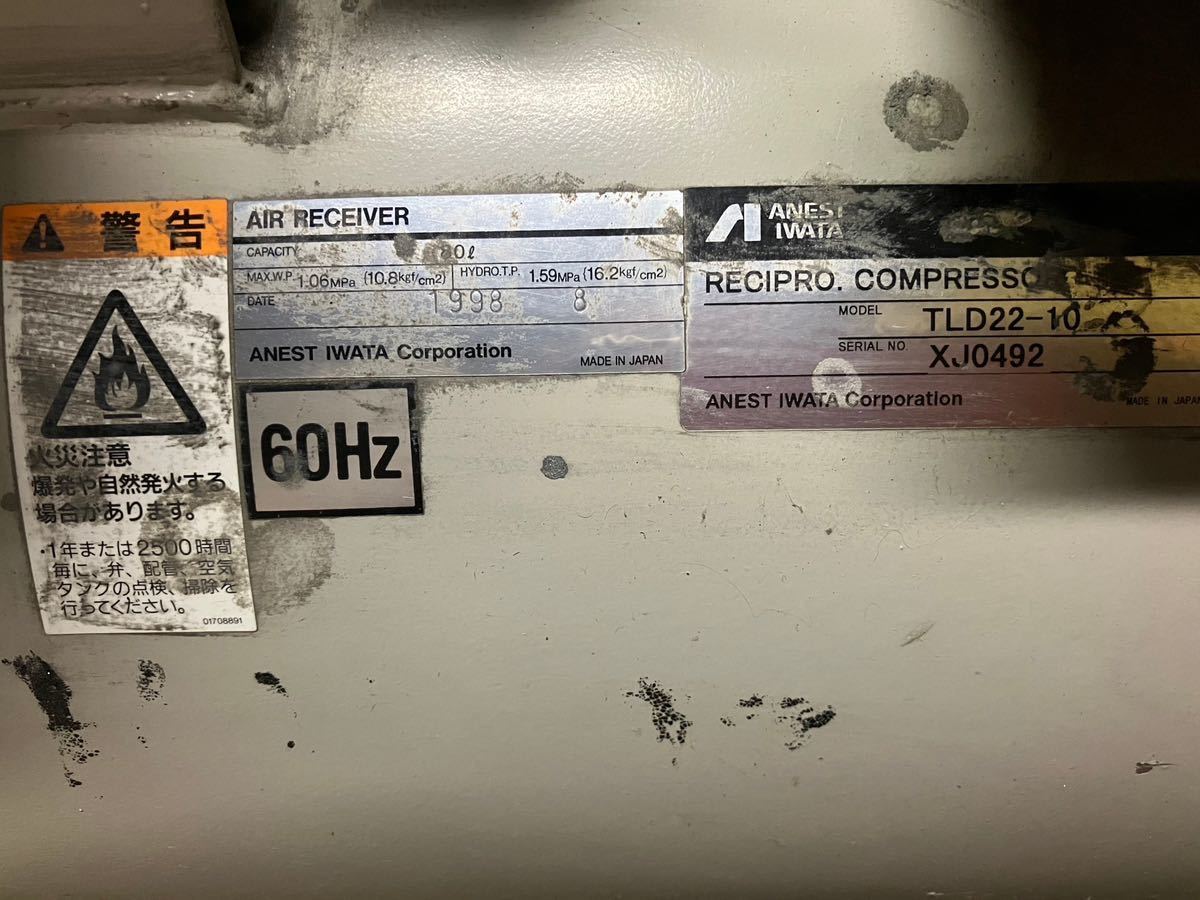 警告
火災注意
爆発や自然発火する
場合があります。
・1年または2500時間
毎に、弁、配管、空気
タンクの点検、掃除を
行ってください。
01708891
AIR RECEIVER
CAPACITY 0ℓ
MAX.W.P. 1.06MPa (10.8kgf/cm2) HYDRO.T.P. 1.59MPa (16.2kgf/cm2)
DATE 1998 8
ANEST IWATA Corporation MADE IN JAPAN
60Hz
ANEST
IWATA
RECIPRO. COMPRESSOR
MODEL TLD22-10
SERIAL NO. XJ0492
ANEST IWATA Corporation MADE IN JAPAN